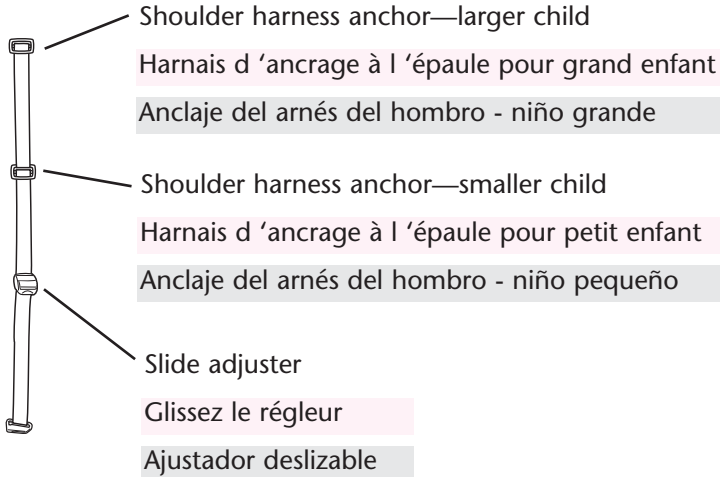 Shoulder harness anchor—larger child
Harnais d ‘ancrage à l ‘épaule pour grand enfant
Anclaje del arnés del hombro - niño grande
Shoulder harness anchor—smaller child
Harnais d ‘ancrage à l ‘épaule pour petit enfant
Anclaje del arnés del hombro - niño pequeño
Slide adjuster
Glissez le régleur
Ajustador deslizable